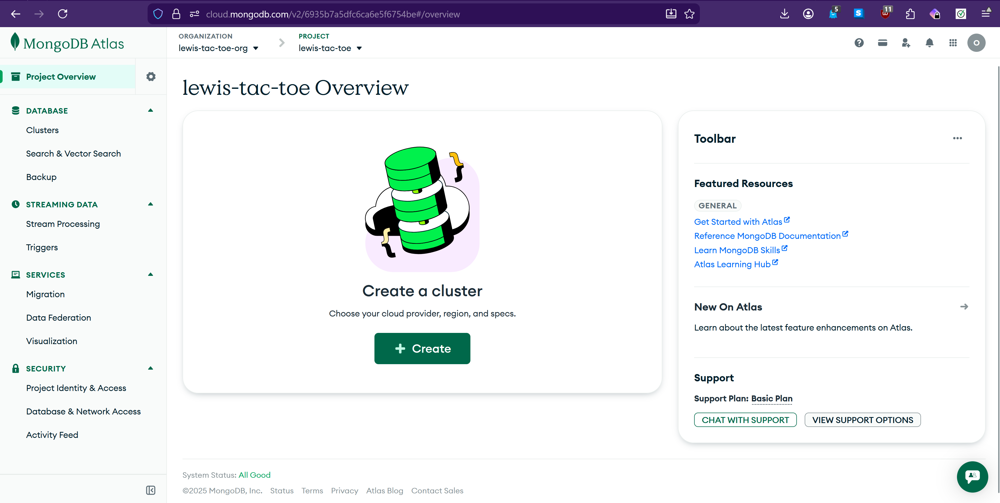 cloud.mongodb.com/v2/6935b7a5dfc6ca6e5f6754be#/overview
5
S
11
MongoDB Atlas
ORGANIZATION
lewis-tac-toe-org
PROJECT
lewis-tac-toe
O
Project Overview
DATABASE
Clusters
Search & Vector Search
Backup
STREAMING DATA
Stream Processing
Triggers
SERVICES
Migration
Data Federation
Visualization
SECURITY
Project Identity & Access
Database & Network Access
Activity Feed
lewis-tac-toe Overview
Create a cluster
Choose your cloud provider, region, and specs.
+ Create
Toolbar
Featured Resources
GENERAL
Get Started with Atlas
Reference MongoDB Documentation
Learn MongoDB Skills
Atlas Learning Hub
New On Atlas
Learn about the latest feature enhancements on Atlas.
Support
Support Plan: Basic Plan
CHAT WITH SUPPORT
VIEW SUPPORT OPTIONS
System Status: All Good
©2025 MongoDB, Inc. Status Terms Privacy Atlas Blog Contact Sales